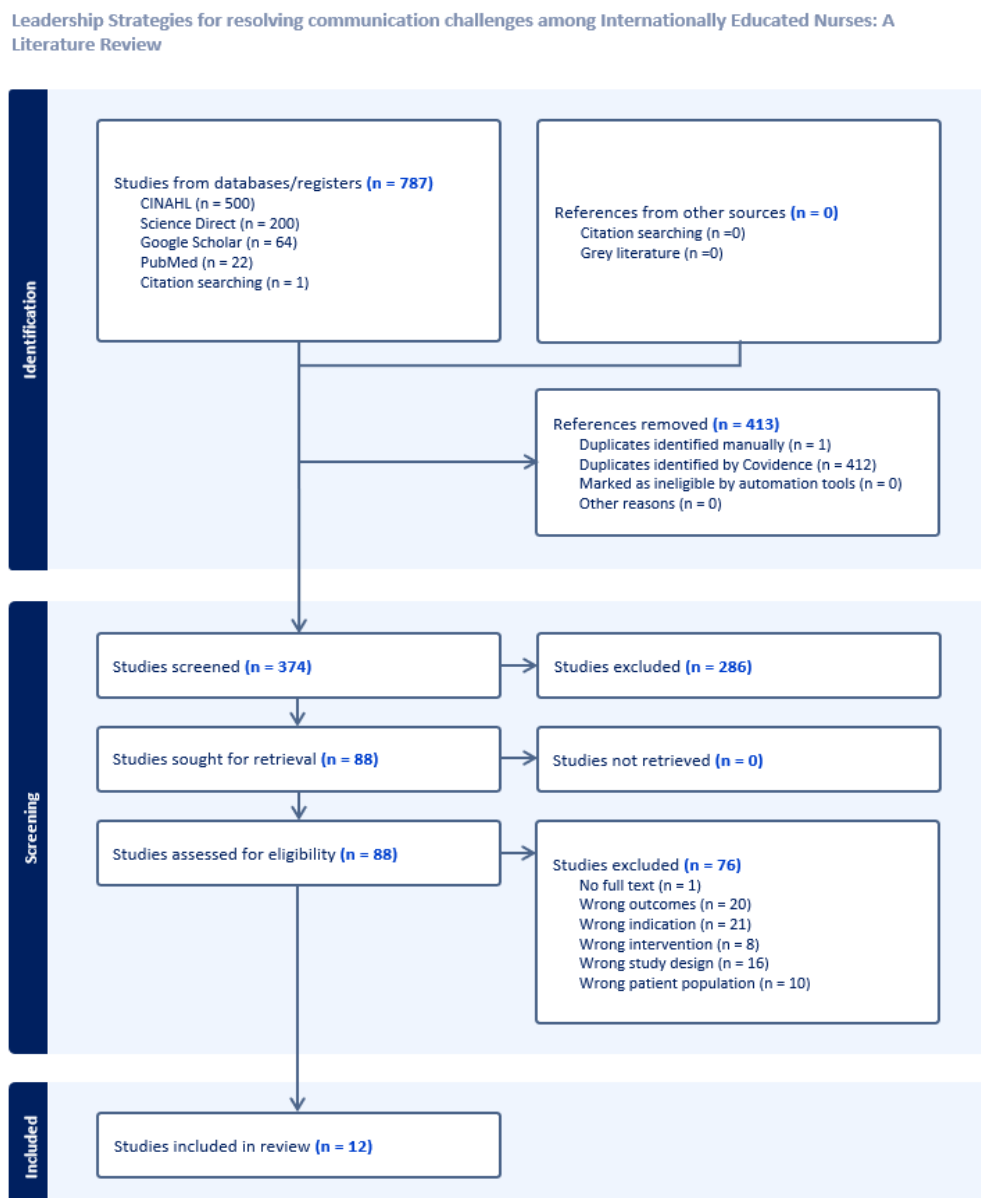 Leadership Strategies for resolving communication challenges among Internationally Educated Nurses: A
Literature Review
Identification
Studies from databases/registers (n = 787)
CINAHL (n = 500)
Science Direct (n = 200)
Google Scholar (n = 64)
PubMed (n = 22)
Citation searching (n = 1)
References from other sources (n = 0)
Citation searching (n =0)
Grey literature (n =0)
References removed (n = 413)
Duplicates identified manually (n = 1)
Duplicates identified by Covidence (n = 412)
Marked as ineligible by automation tools (n = 0)
Other reasons (n = 0)
Screening
Studies screened (n = 374)
Studies excluded (n = 286)
Studies sought for retrieval (n = 88)
Studies not retrieved (n = 0)
Studies assessed for eligibility (n = 88)
Studies excluded (n = 76)
No full text (n = 1)
Wrong outcomes (n = 20)
Wrong indication (n = 21)
Wrong intervention (n = 8)
Wrong study design (n = 16)
Wrong patient population (n = 10)
Included
Studies included in review (n = 12)